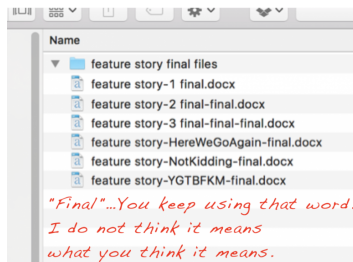 Name
feature story final files
feature story-1 final.docx
feature story-2 final-final.docx
feature story-3 final-final-final.docx
feature story-HereWeGoAgain-final.docx
feature story-NotKidding-final.docx
feature story-YGTBFKM-final.docx
"Final"...You keep using that word.
I do not think it means
what you think it means.